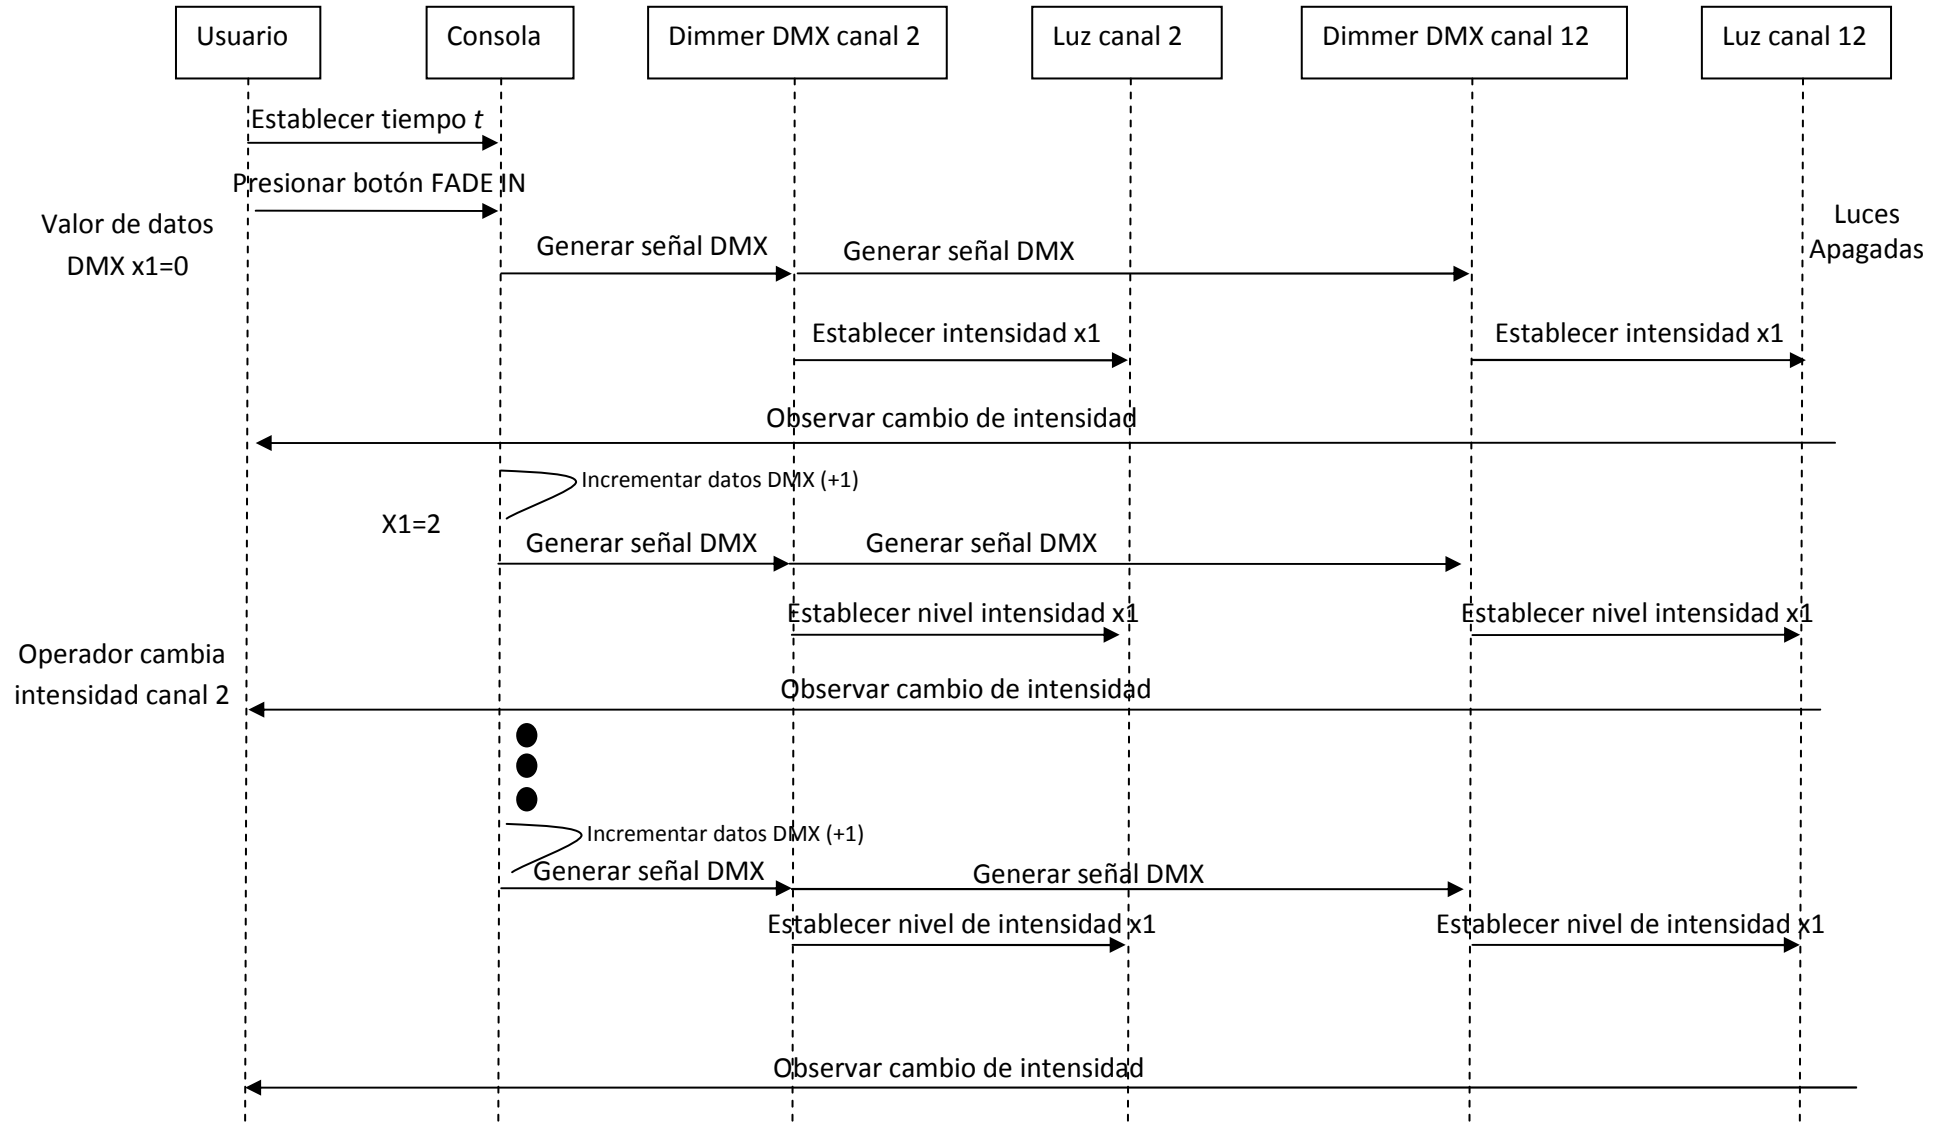 Usuario
Consola
Dimmer DMX canal 2
Luz canal 2
Dimmer DMX canal 12
Luz canal 12
Establecer tiempo t
Presionar botón FADE IN
Valor de datos
DMX x1=0
Luces
Apagadas
Generar señal DMX
Generar señal DMX
Establecer intensidad x1
Establecer intensidad x1
Observar cambio de intensidad
Incrementar datos DMX (+1)
X1=2
Generar señal DMX
Generar señal DMX
Establecer nivel intensidad x1
Establecer nivel intensidad x1
Operador cambia
intensidad canal 2
Observar cambio de intensidad
Incrementar datos DMX (+1)
Generar señal DMX
Generar señal DMX
Establecer nivel de intensidad x1
Establecer nivel de intensidad x1
Observar cambio de intensidad